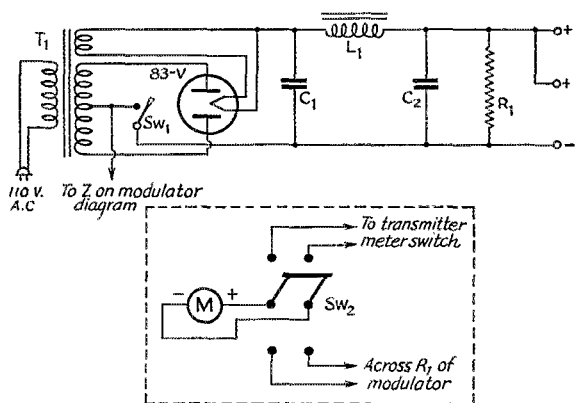 T1
83-V
Sw1
110 V.
A.C
To Z on modulator
diagram
C1
L1
C2
R1
+
+
−
To transmitter
meter switch
− M +
Sw2
Across R1 of
modulator